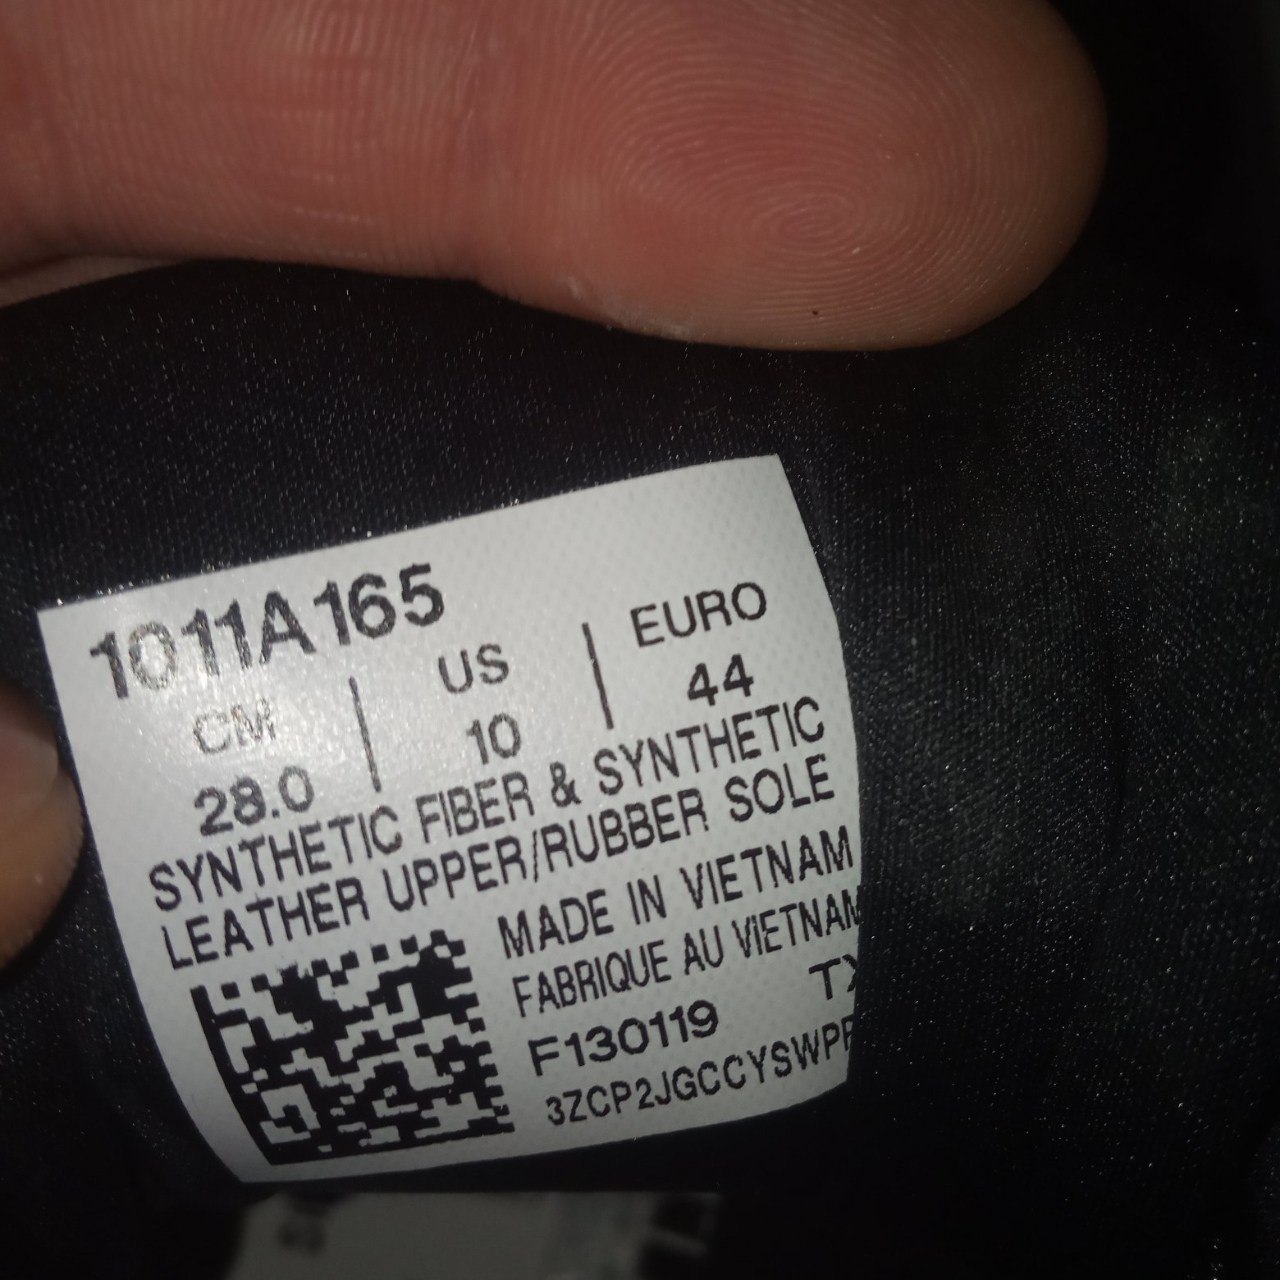 1011A165
CM | US | EURO
28.0 | 10 | 44
SYNTHETIC FIBER & SYNTHETIC
LEATHER UPPER/RUBBER SOLE
MADE IN VIETNAM
FABRIQUE AU VIETNAM
F130119
3ZCP2JGCCYSWPP